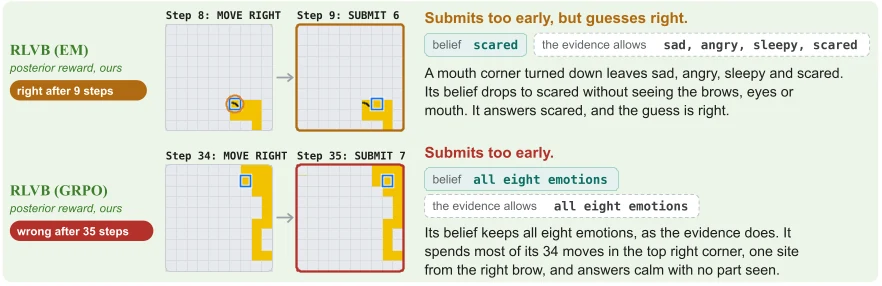 Step 8: MOVE RIGHT
Step 9: SUBMIT 6
Submits too early, but guesses right.
RLVB (EM)
posterior reward, ours
right after 9 steps
belief scared
the evidence allows sad, angry, sleepy, scared
A mouth corner turned down leaves sad, angry, sleepy and scared.
Its belief drops to scared without seeing the brows, eyes or
mouth. It answers scared, and the guess is right.
Step 34: MOVE RIGHT
Step 35: SUBMIT 7
Submits too early.
RLVB (GRPO)
posterior reward, ours
wrong after 35 steps
belief all eight emotions
the evidence allows all eight emotions
Its belief keeps all eight emotions, as the evidence does. It
spends most of its 34 moves in the top right corner, one site
from the right brow, and answers calm with no part seen.